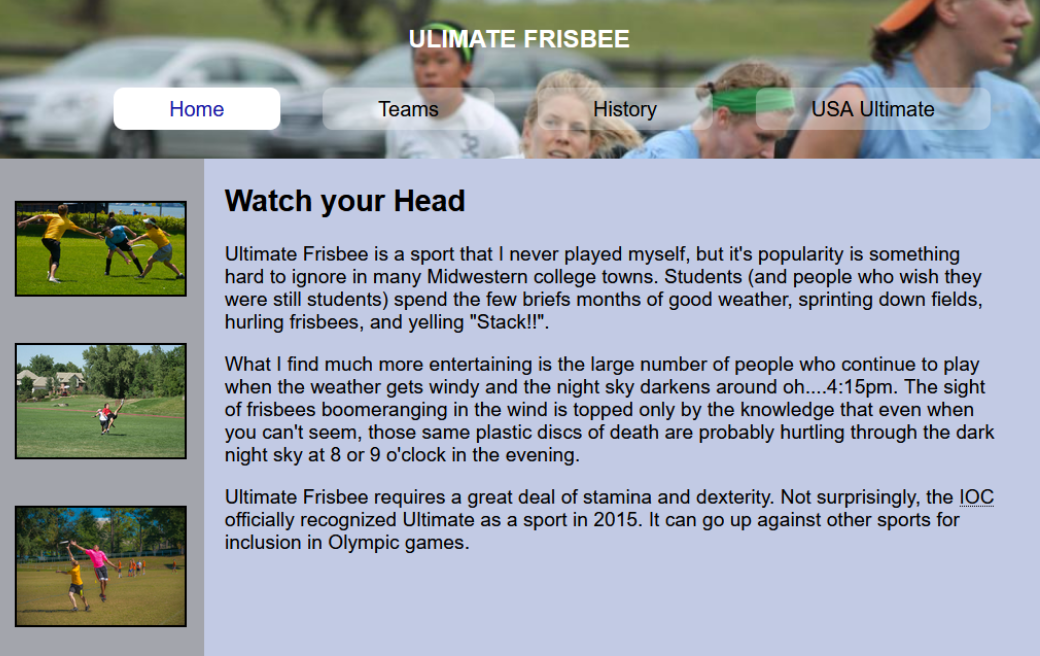 ULIMATE FRISBEE
Home Teams History USA Ultimate
Watch your Head
Ultimate Frisbee is a sport that I never played myself, but it's popularity is something
hard to ignore in many Midwestern college towns. Students (and people who wish they
were still students) spend the few briefs months of good weather, sprinting down fields,
hurling frisbees, and yelling "Stack!!".
What I find much more entertaining is the large number of people who continue to play
when the weather gets windy and the night sky darkens around oh....4:15pm. The sight
of frisbees boomeranging in the wind is topped only by the knowledge that even when
you can't seem, those same plastic discs of death are probably hurtling through the dark
night sky at 8 or 9 o'clock in the evening.
Ultimate Frisbee requires a great deal of stamina and dexterity. Not surprisingly, the IOC
officially recognized Ultimate as a sport in 2015. It can go up against other sports for
inclusion in Olympic games.